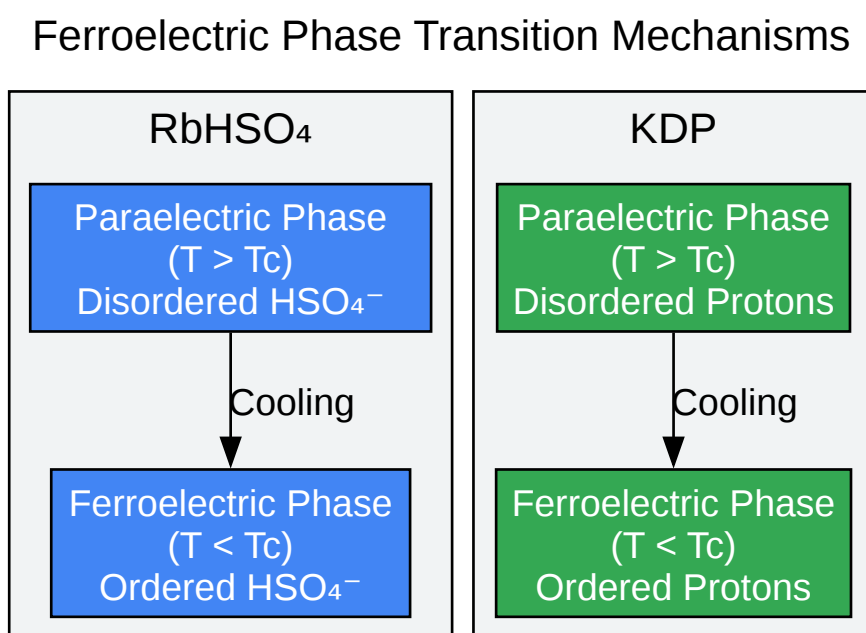 Ferroelectric Phase Transition Mechanisms
RbHSO₄
Paraelectric Phase
(T > Tc)
Disordered HSO₄⁻
Cooling
Ferroelectric Phase
(T < Tc)
Ordered HSO₄⁻
KDP
Paraelectric Phase
(T > Tc)
Disordered Protons
Cooling
Ferroelectric Phase
(T < Tc)
Ordered Protons